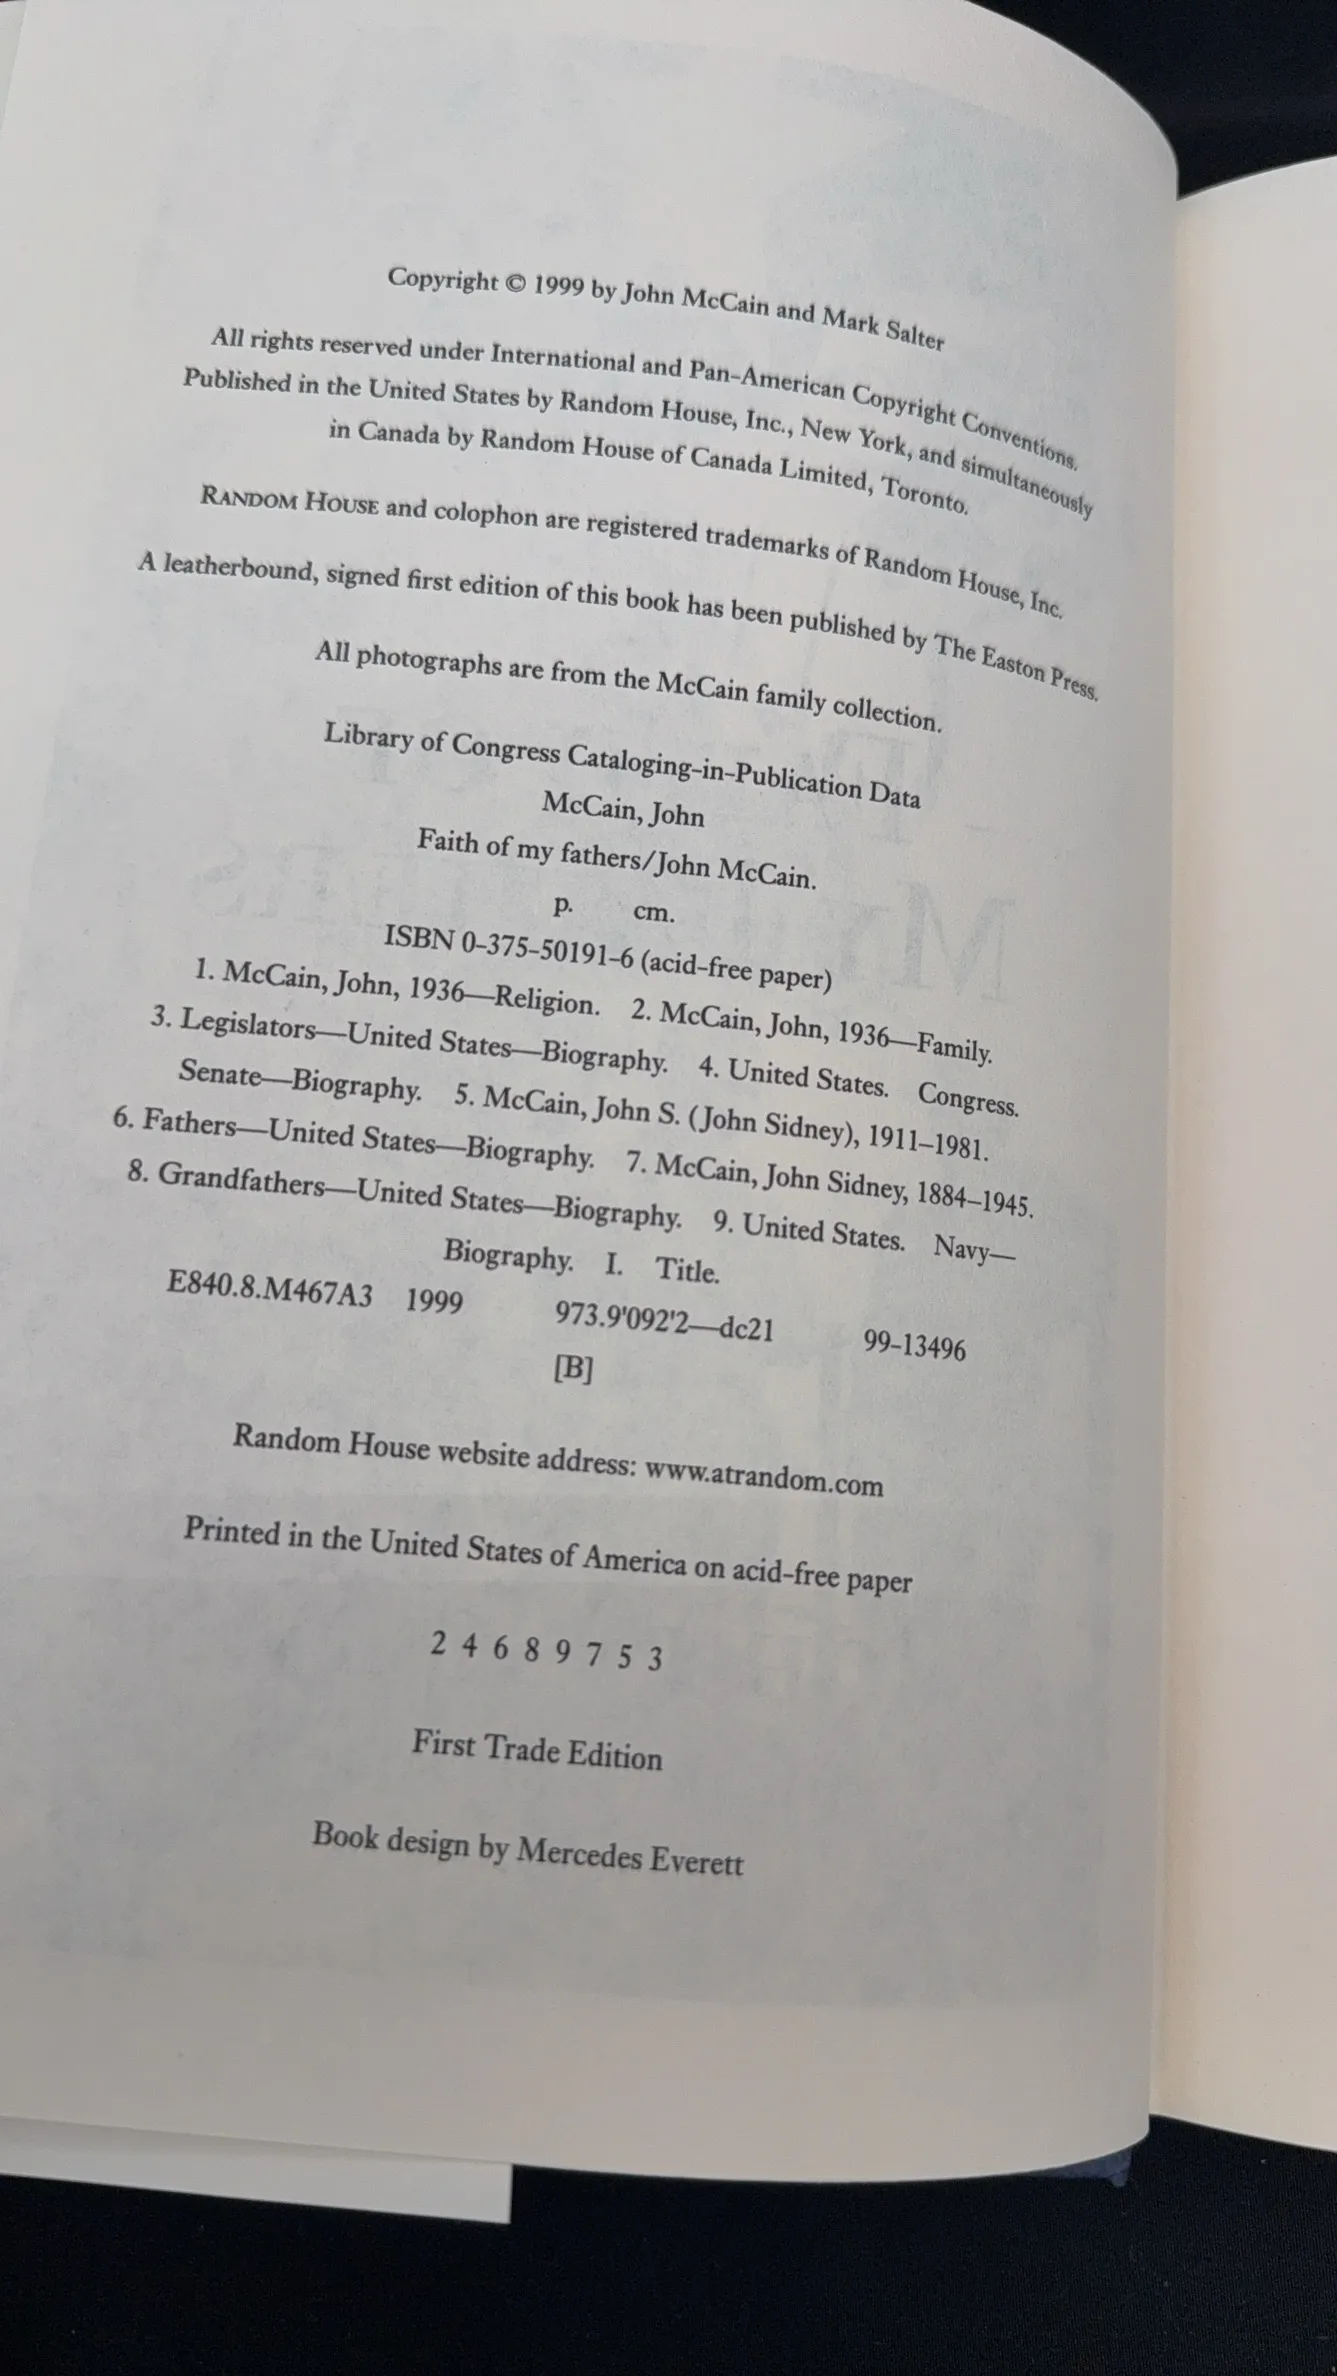 Copyright © 1999 by John McCain and Mark Salter
All rights reserved under International and Pan-American Copyright Conventions.
Published in the United States by Random House, Inc., New York, and simultaneously
in Canada by Random House of Canada Limited, Toronto.
RANDOM HOUSE and colophon are registered trademarks of Random House, Inc.
A leatherbound, signed first edition of this book has been published by The Easton Press.
All photographs are from the McCain family collection.
Library of Congress Cataloging-in-Publication Data
McCain, John
Faith of my fathers/John McCain.
p. cm.
ISBN 0-375-50191-6 (acid-free paper)
1. McCain, John, 1936—Religion. 2. McCain, John, 1936—Family.
3. Legislators—United States—Biography. 4. United States. Congress.
Senate—Biography. 5. McCain, John S. (John Sidney), 1911–1981.
6. Fathers—United States—Biography. 7. McCain, John Sidney, 1884–1945.
8. Grandfathers—United States—Biography. 9. United States. Navy—
Biography. I. Title.
E840.8.M467A3 1999 973.9'092'2—dc21 99-13496
[B]
Random House website address: www.atrandom.com
Printed in the United States of America on acid-free paper
2 4 6 8 9 7 5 3
First Trade Edition
Book design by Mercedes Everett